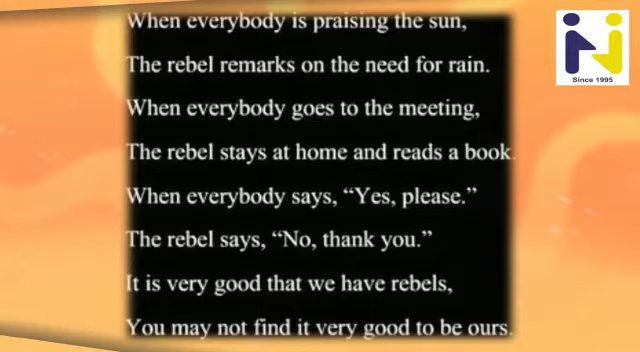 When everybody is praising the sun,
The rebel remarks on the need for rain.
When everybody goes to the meeting,
The rebel stays at home and reads a book.
When everybody says, “Yes, please.”
The rebel says, “No, thank you.”
It is very good that we have rebels,
You may not find it very good to be ours.
Since 1995